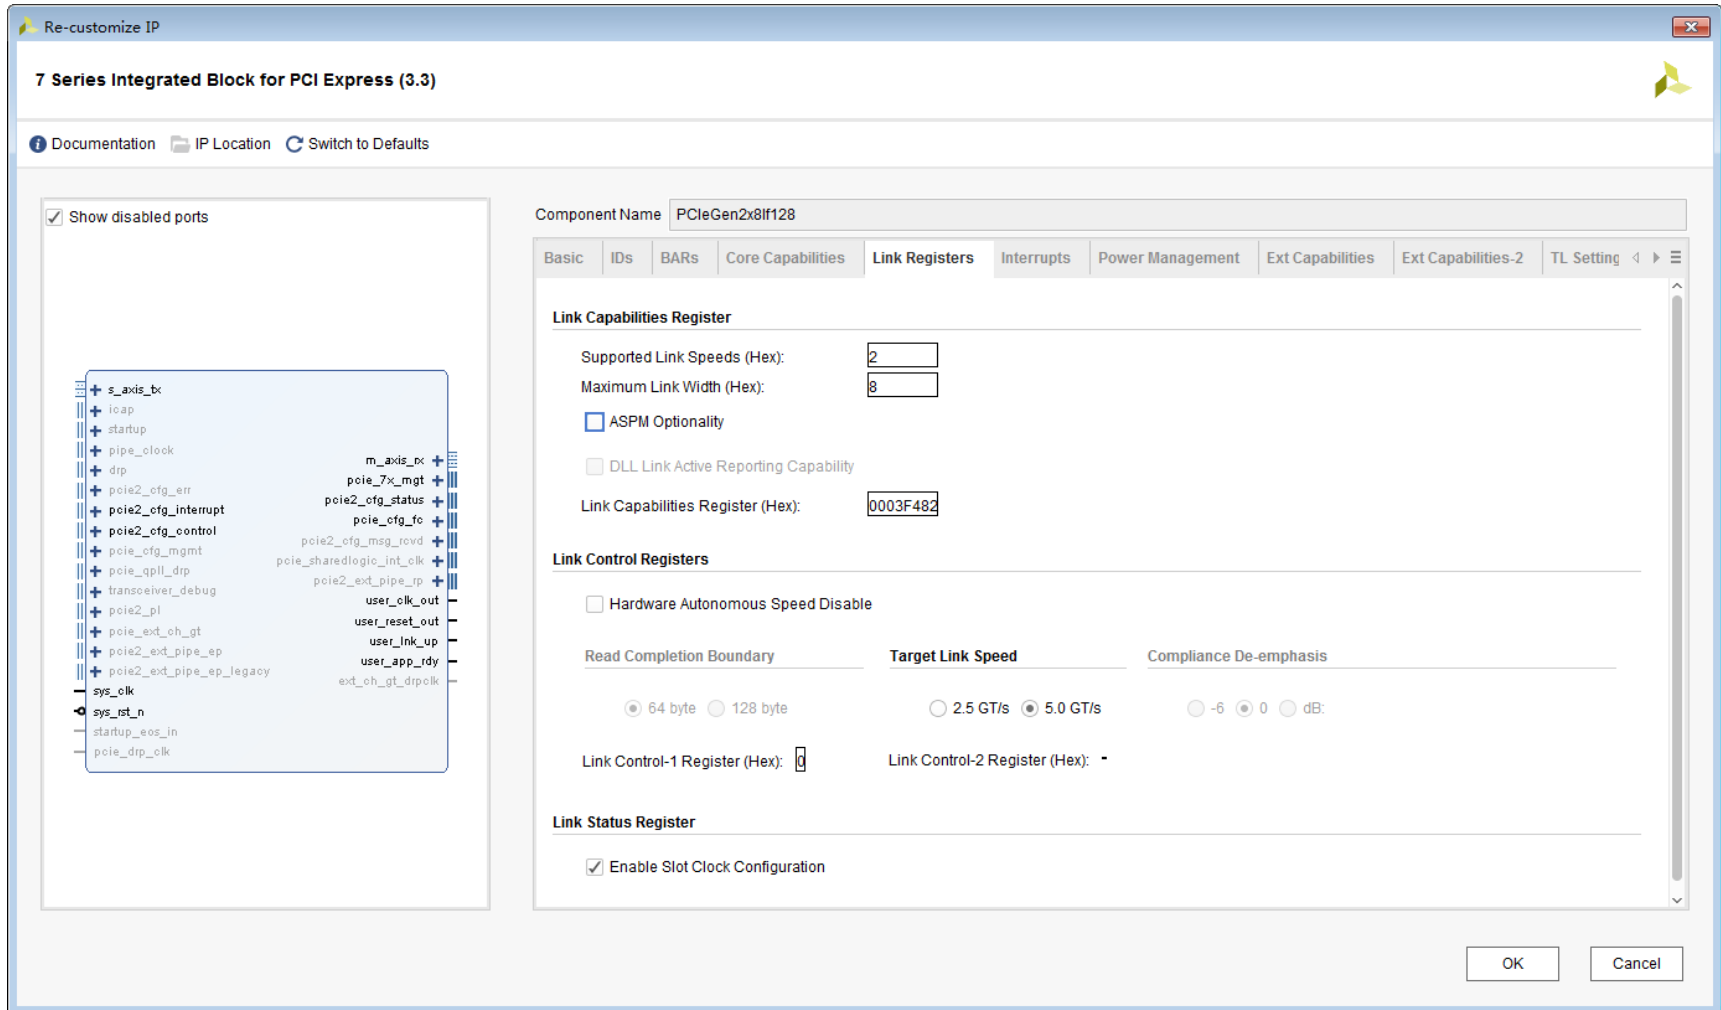 Re-customize IP
7 Series Integrated Block for PCI Express (3.3)
Documentation IP Location Switch to Defaults
Show disabled ports
s_axis_tx
icap
startup
pipe_clock
drp
pcie2_cfg_err
pcie2_cfg_interrupt
pcie2_cfg_control
pcie_cfg_mgmt
pcie_qpll_drp
transceiver_debug
pcie2_pl
pcie_ext_ch_gt
pcie2_ext_pipe_ep
pcie2_ext_pipe_ep_legacy
sys_clk
sys_rst_n
startup_eos_in
pcie_drp_clk
m_axis_rx
pcie_7x_mgt
pcie2_cfg_status
pcie_cfg_fc
pcie2_cfg_msg_rcvd
pcie_sharedlogic_int_clk
pcie2_ext_pipe_rp
user_clk_out
user_reset_out
user_lnk_up
user_app_rdy
ext_ch_gt_drpclk
Component Name PCIeGen2x8If128
Basic IDs BARs Core Capabilities Link Registers Interrupts Power Management Ext Capabilities Ext Capabilities-2 TL Setting
Link Capabilities Register
Supported Link Speeds (Hex): 2
Maximum Link Width (Hex): 8
ASPM Optionality
DLL Link Active Reporting Capability
Link Capabilities Register (Hex): 0003F482
Link Control Registers
Hardware Autonomous Speed Disable
Read Completion Boundary Target Link Speed Compliance De-emphasis
64 byte 128 byte 2.5 GT/s 5.0 GT/s -6 0 dB:
Link Control-1 Register (Hex): 0 Link Control-2 Register (Hex): -
Link Status Register
Enable Slot Clock Configuration
OK Cancel